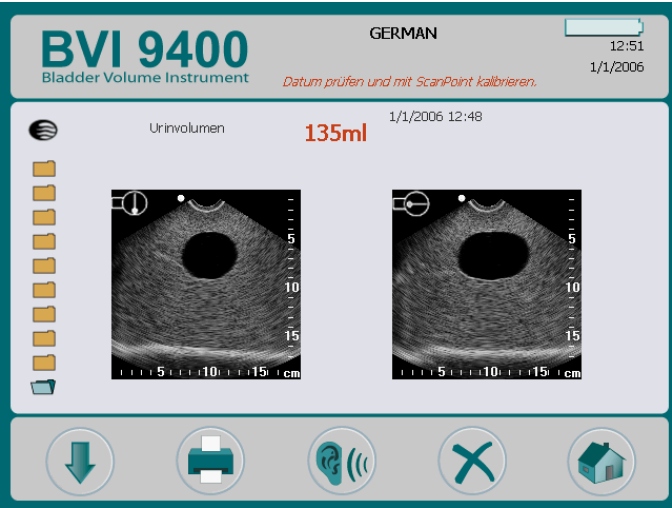 BVI 9400
Bladder Volume Instrument
GERMAN
Datum prüfen und mit ScanPoint kalibrieren.
12:51
1/1/2006
Urinvolumen
135ml
1/1/2006 12:48
5
10
15
5 10 15 cm
5
10
15
5 10 15 cm